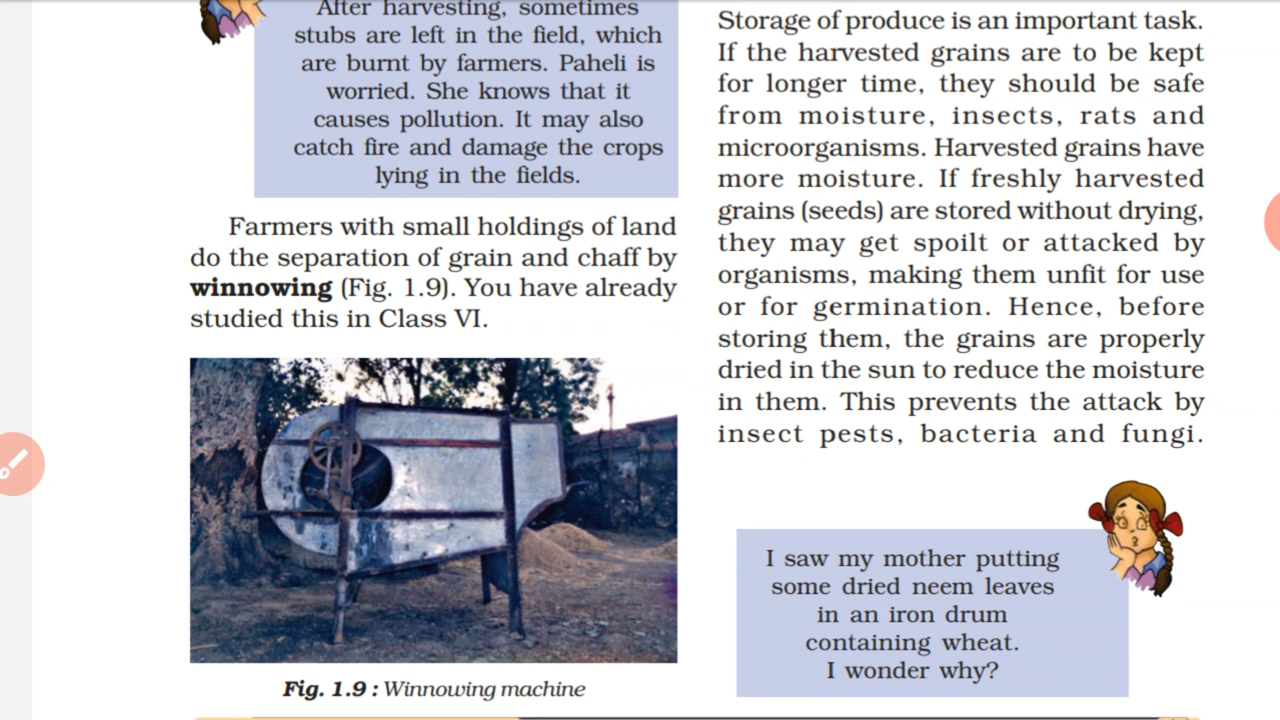 After harvesting, sometimes
stubs are left in the field, which
are burnt by farmers. Paheli is
worried. She knows that it
causes pollution. It may also
catch fire and damage the crops
lying in the fields.
Farmers with small holdings of land
do the separation of grain and chaff by
winnowing (Fig. 1.9). You have already
studied this in Class VI.
Fig. 1.9 : Winnowing machine
Storage of produce is an important task.
If the harvested grains are to be kept
for longer time, they should be safe
from moisture, insects, rats and
microorganisms. Harvested grains have
more moisture. If freshly harvested
grains (seeds) are stored without drying,
they may get spoilt or attacked by
organisms, making them unfit for use
or for germination. Hence, before
storing them, the grains are properly
dried in the sun to reduce the moisture
in them. This prevents the attack by
insect pests, bacteria and fungi.
I saw my mother putting
some dried neem leaves
in an iron drum
containing wheat.
I wonder why?